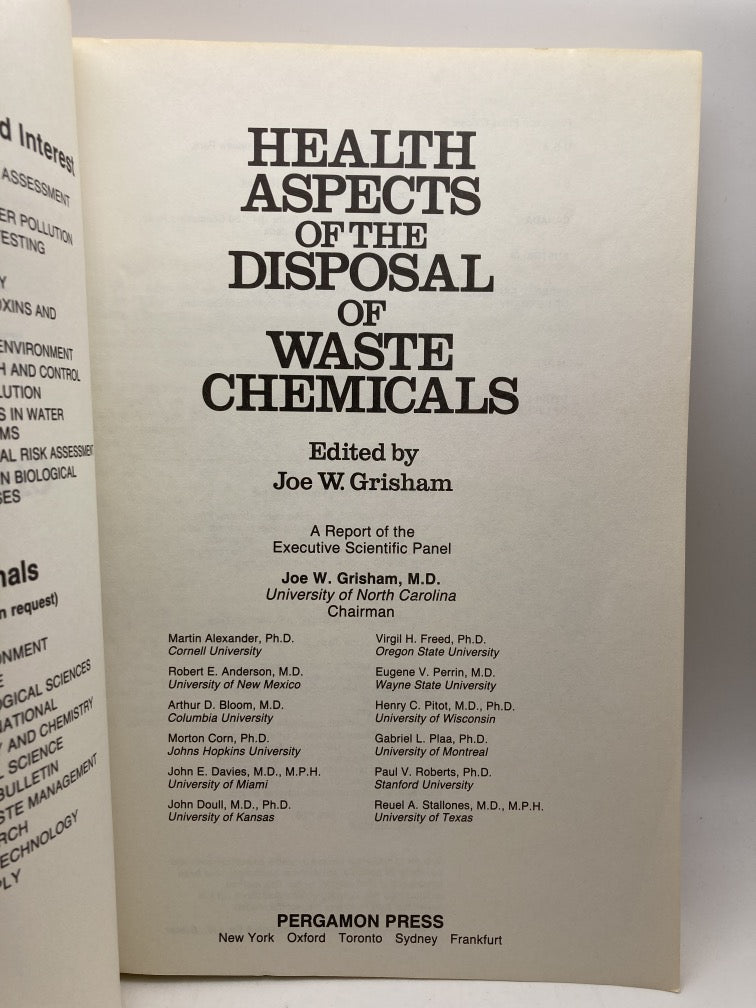 d Interest
ASSESSMENT
ER POLLUTION
ESTING
Y
OXINS AND
ENVIRONMENT
H AND CONTROL
LUTION
S IN WATER
MS
AL RISK ASSESSMENT
N BIOLOGICAL
SES
nals
n request)
ONMENT
E
OGICAL SCIENCES
NATIONAL
Y AND CHEMISTRY
L SCIENCE
BULLETIN
STE MANAGEMENT
RCH
ECHNOLOGY
PLY
HEALTH
ASPECTS
OF THE
DISPOSAL
OF
WASTE
CHEMICALS
Edited by
Joe W. Grisham
A Report of the
Executive Scientific Panel
Joe W. Grisham, M.D.
University of North Carolina
Chairman
Martin Alexander, Ph.D.
Cornell University
Robert E. Anderson, M.D.
University of New Mexico
Arthur D. Bloom, M.D.
Columbia University
Morton Corn, Ph.D.
Johns Hopkins University
John E. Davies, M.D., M.P.H.
University of Miami
John Doull, M.D., Ph.D.
University of Kansas
Virgil H. Freed, Ph.D.
Oregon State University
Eugene V. Perrin, M.D.
Wayne State University
Henry C. Pitot, M.D., Ph.D.
University of Wisconsin
Gabriel L. Plaa, Ph.D.
University of Montreal
Paul V. Roberts, Ph.D.
Stanford University
Reuel A. Stallones, M.D., M.P.H.
University of Texas
PERGAMON PRESS
New York Oxford Toronto Sydney Frankfurt